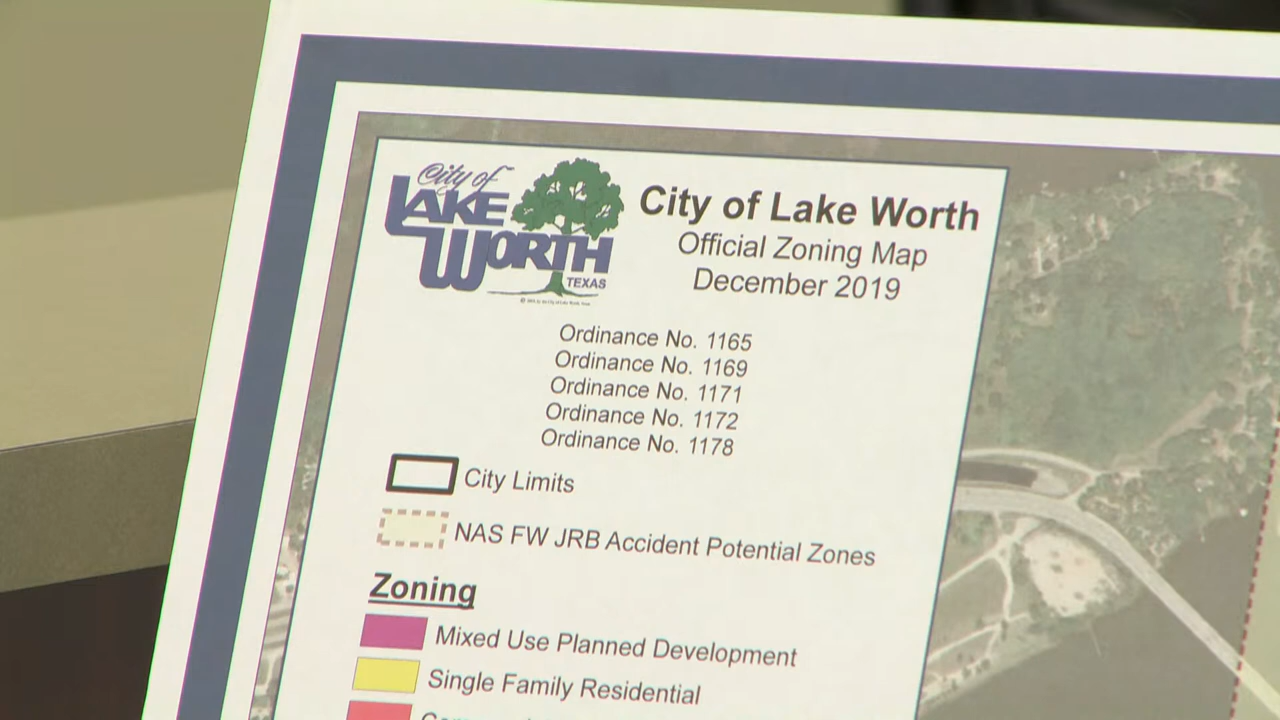 City of
LAKE
WORTH
TEXAS
City of Lake Worth
Official Zoning Map
December 2019
Ordinance No. 1165
Ordinance No. 1169
Ordinance No. 1171
Ordinance No. 1172
Ordinance No. 1178
City Limits
NAS FW JRB Accident Potential Zones
Zoning
Mixed Use Planned Development
Single Family Residential